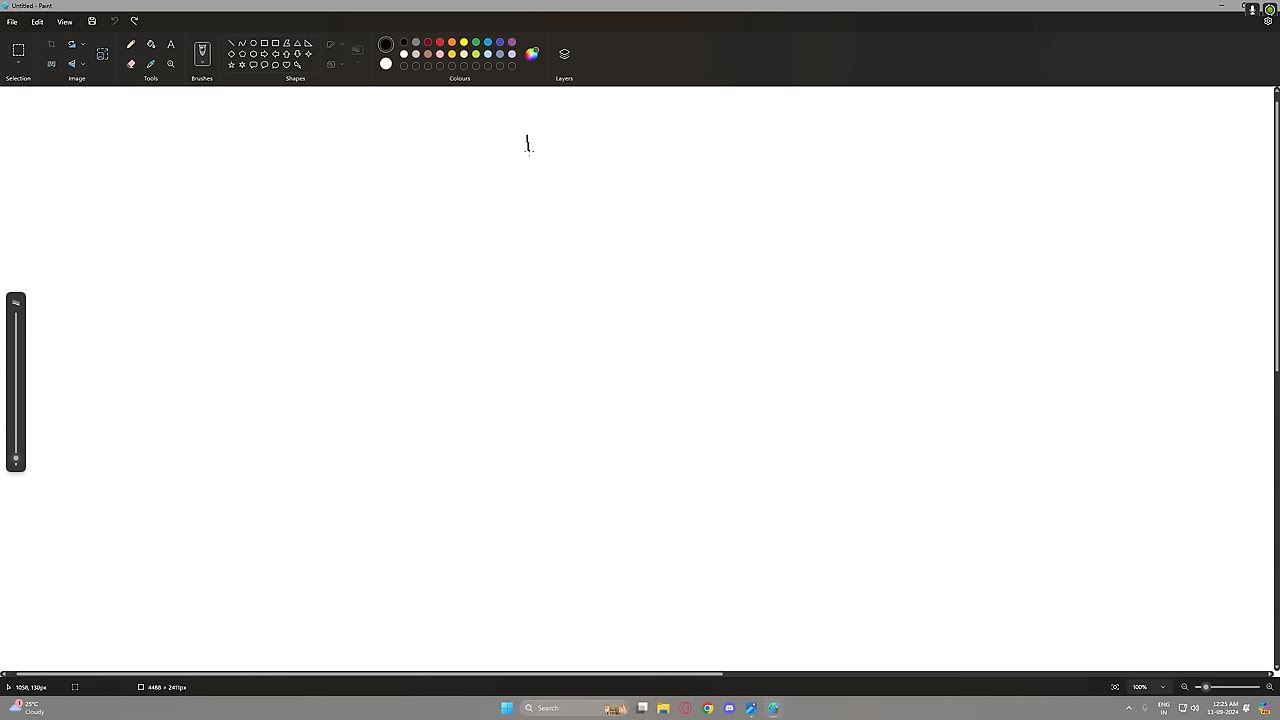 Untitled - Paint
File Edit View
Selection Image Tools Brushes Shapes Colours Layers
1058, 130px 4488 × 2411px 100%
25°C
Cloudy
Search
ENG
IN
12:25 AM
11-09-2024